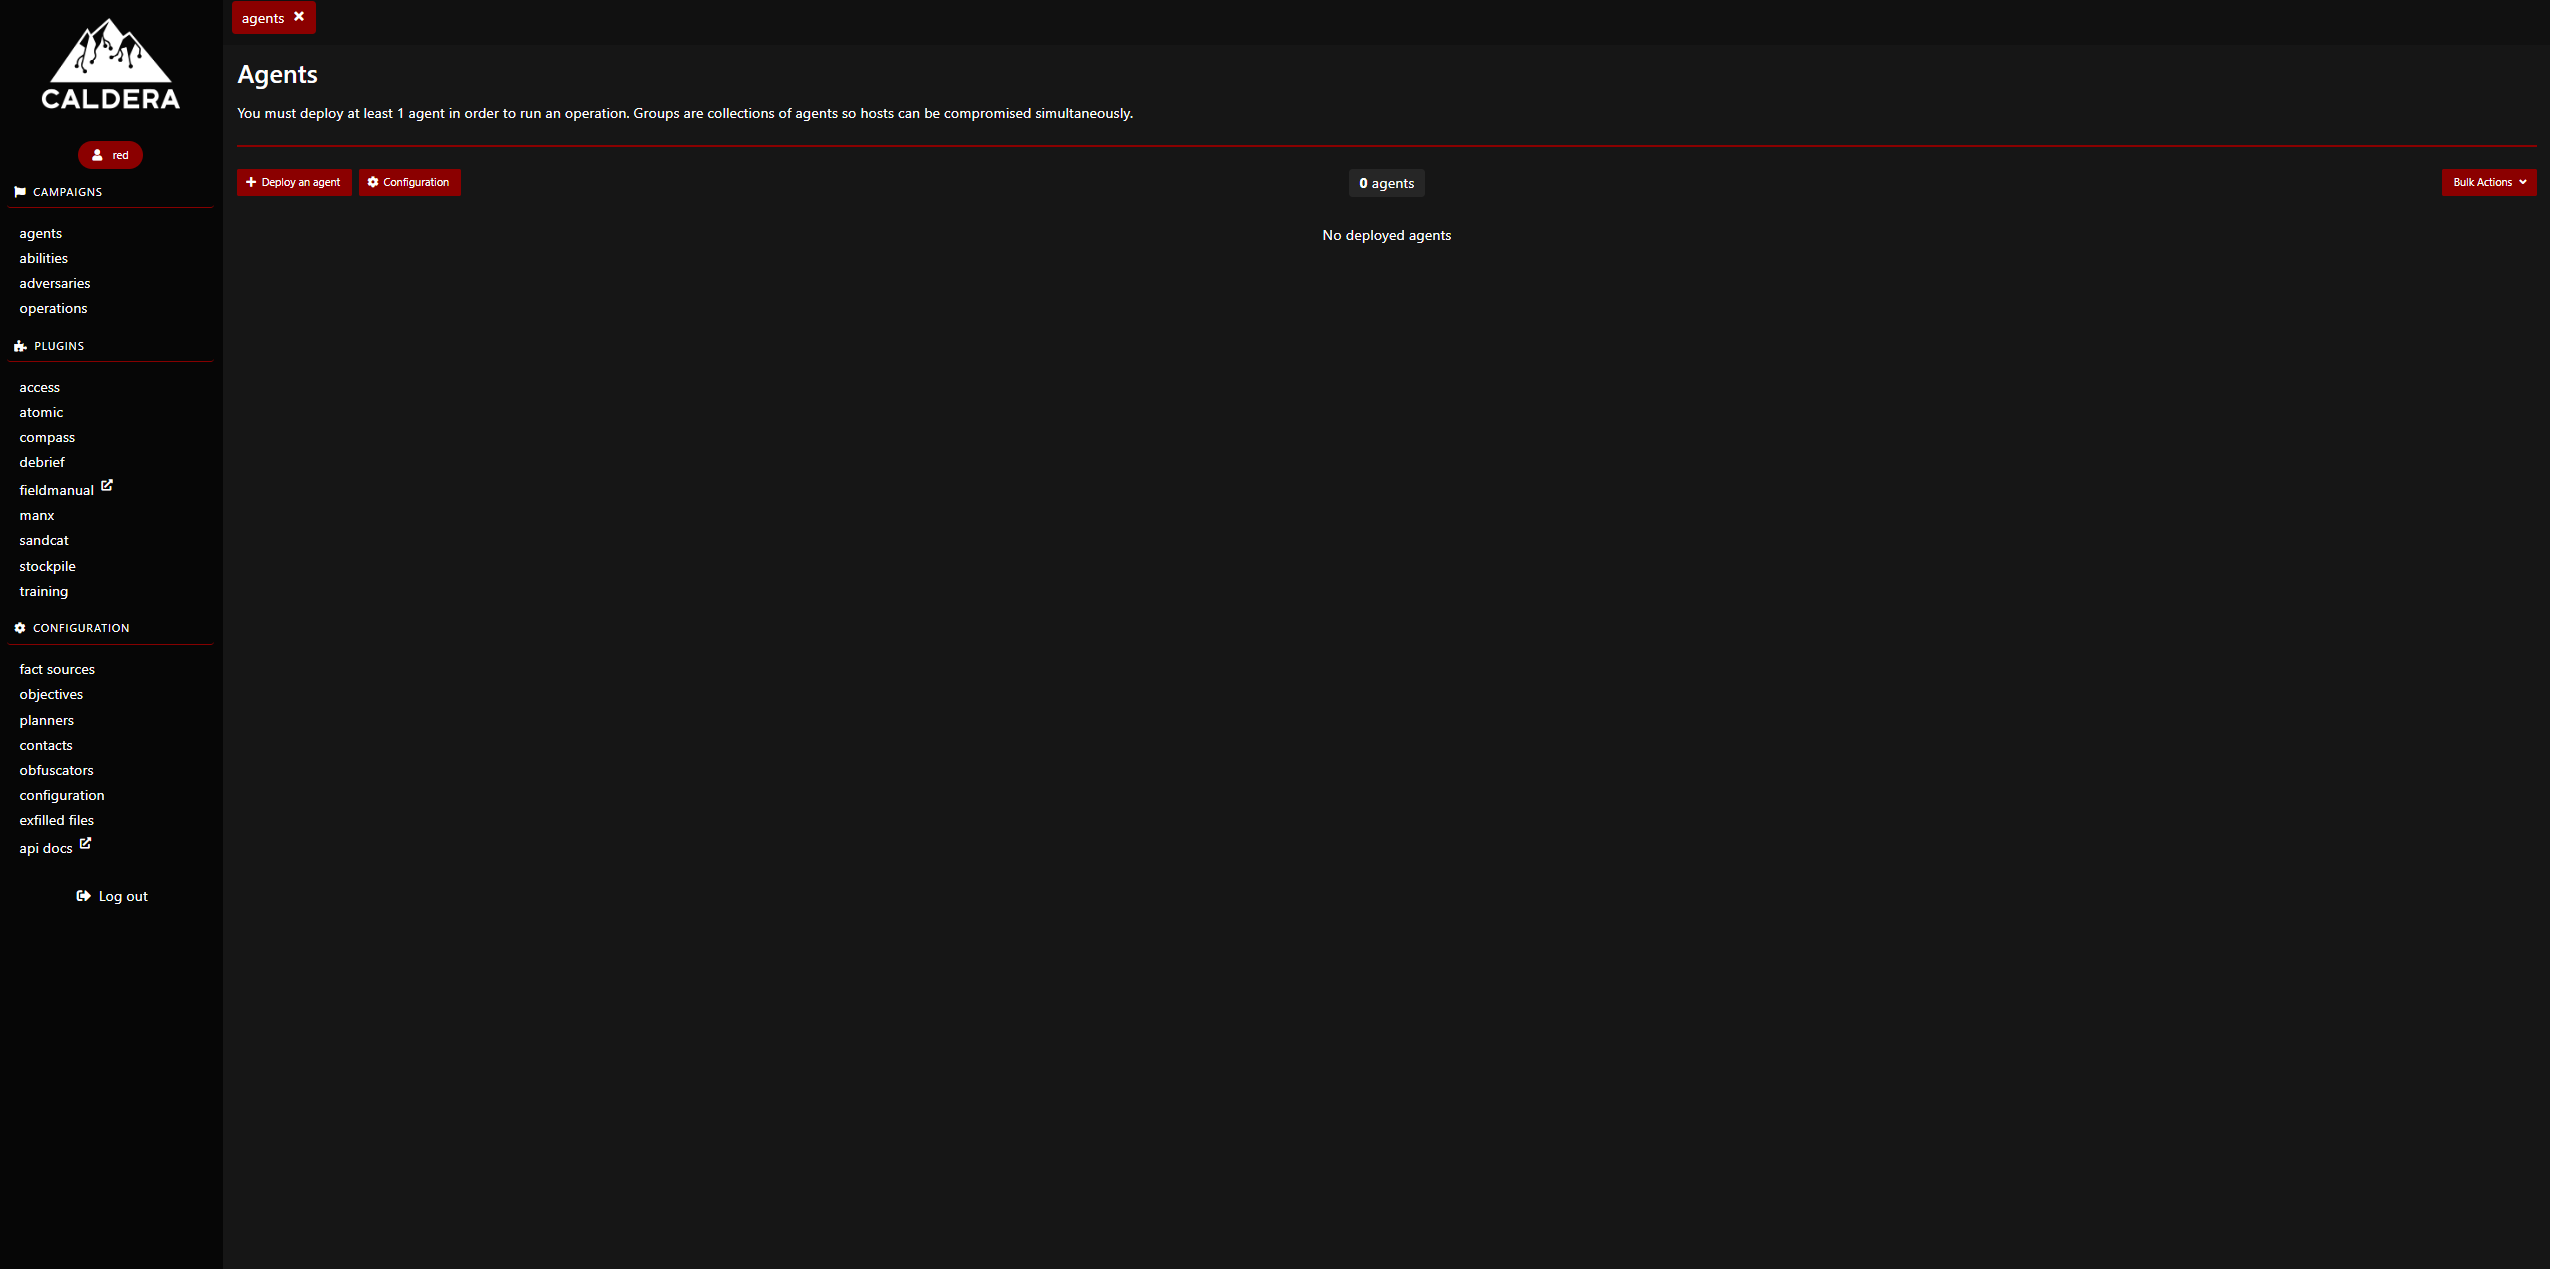 CALDERA
red
CAMPAIGNS
agents
abilities
adversaries
operations
PLUGINS
access
atomic
compass
debrief
fieldmanual
manx
sandcat
stockpile
training
CONFIGURATION
fact sources
objectives
planners
contacts
obfuscators
configuration
exfilled files
api docs
Log out
agents
Agents
You must deploy at least 1 agent in order to run an operation. Groups are collections of agents so hosts can be compromised simultaneously.
Deploy an agent Configuration 0 agents Bulk Actions
No deployed agents